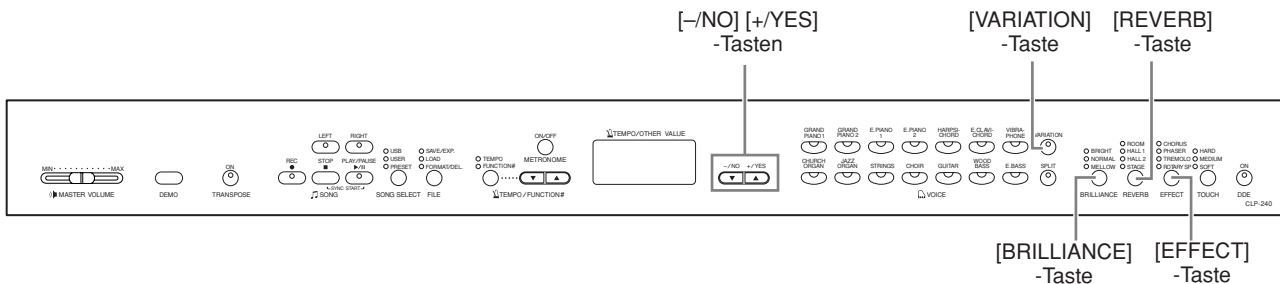 [–/NO] [+/YES]
-Tasten
[VARIATION]
-Taste
[REVERB]
-Taste
MIN
MAX
MASTER VOLUME
DEMO
ON
TRANSPOSE
LEFT
RIGHT
REC
STOP
PLAY/PAUSE
SYNC START
SONG
USB
USER
PRESET
SONG SELECT
SAVE/EXP.
LOAD
FORMAT/DEL.
FILE
ON/OFF
METRONOME
TEMPO
FUNCTION#
TEMPO/FUNCTION#
TEMPO/OTHER VALUE
–/NO
+/YES
GRAND
PIANO 1
GRAND
PIANO 2
E.PIANO
1
E.PIANO
2
HARPSI-
CHORD
E.CLAVI-
CHORD
VIBRA-
PHONE
VARIATION
CHURCH
ORGAN
JAZZ
ORGAN
STRINGS
CHOIR
GUITAR
WOOD
BASS
E.BASS
SPLIT
VOICE
BRIGHT
NORMAL
MELLOW
BRILLIANCE
ROOM
HALL 1
HALL 2
STAGE
REVERB
CHORUS
PHASER
TREMOLO
ROTARY SP
EFFECT
HARD
MEDIUM
SOFT
TOUCH
ON
DDE
CLP-240
[BRILLIANCE]
-Taste
[EFFECT]
-Taste